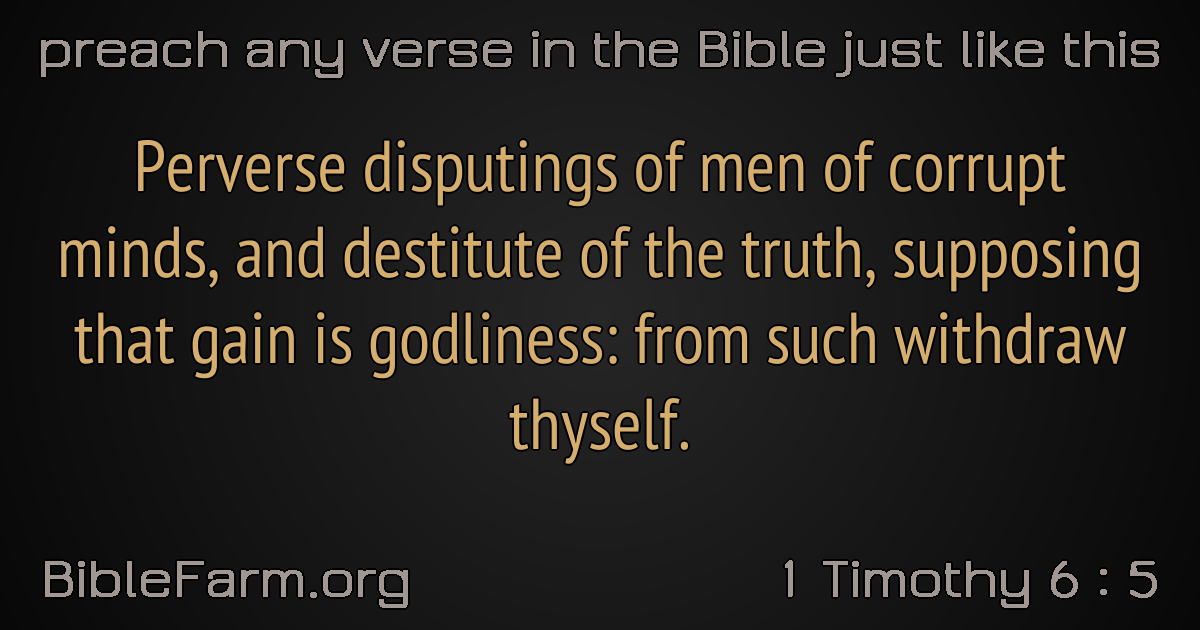 preach any verse in the Bible just like this
Perverse disputings of men of corrupt
minds, and destitute of the truth, supposing
that gain is godliness: from such withdraw
thyself.
BibleFarm.org
1 Timothy 6 : 5